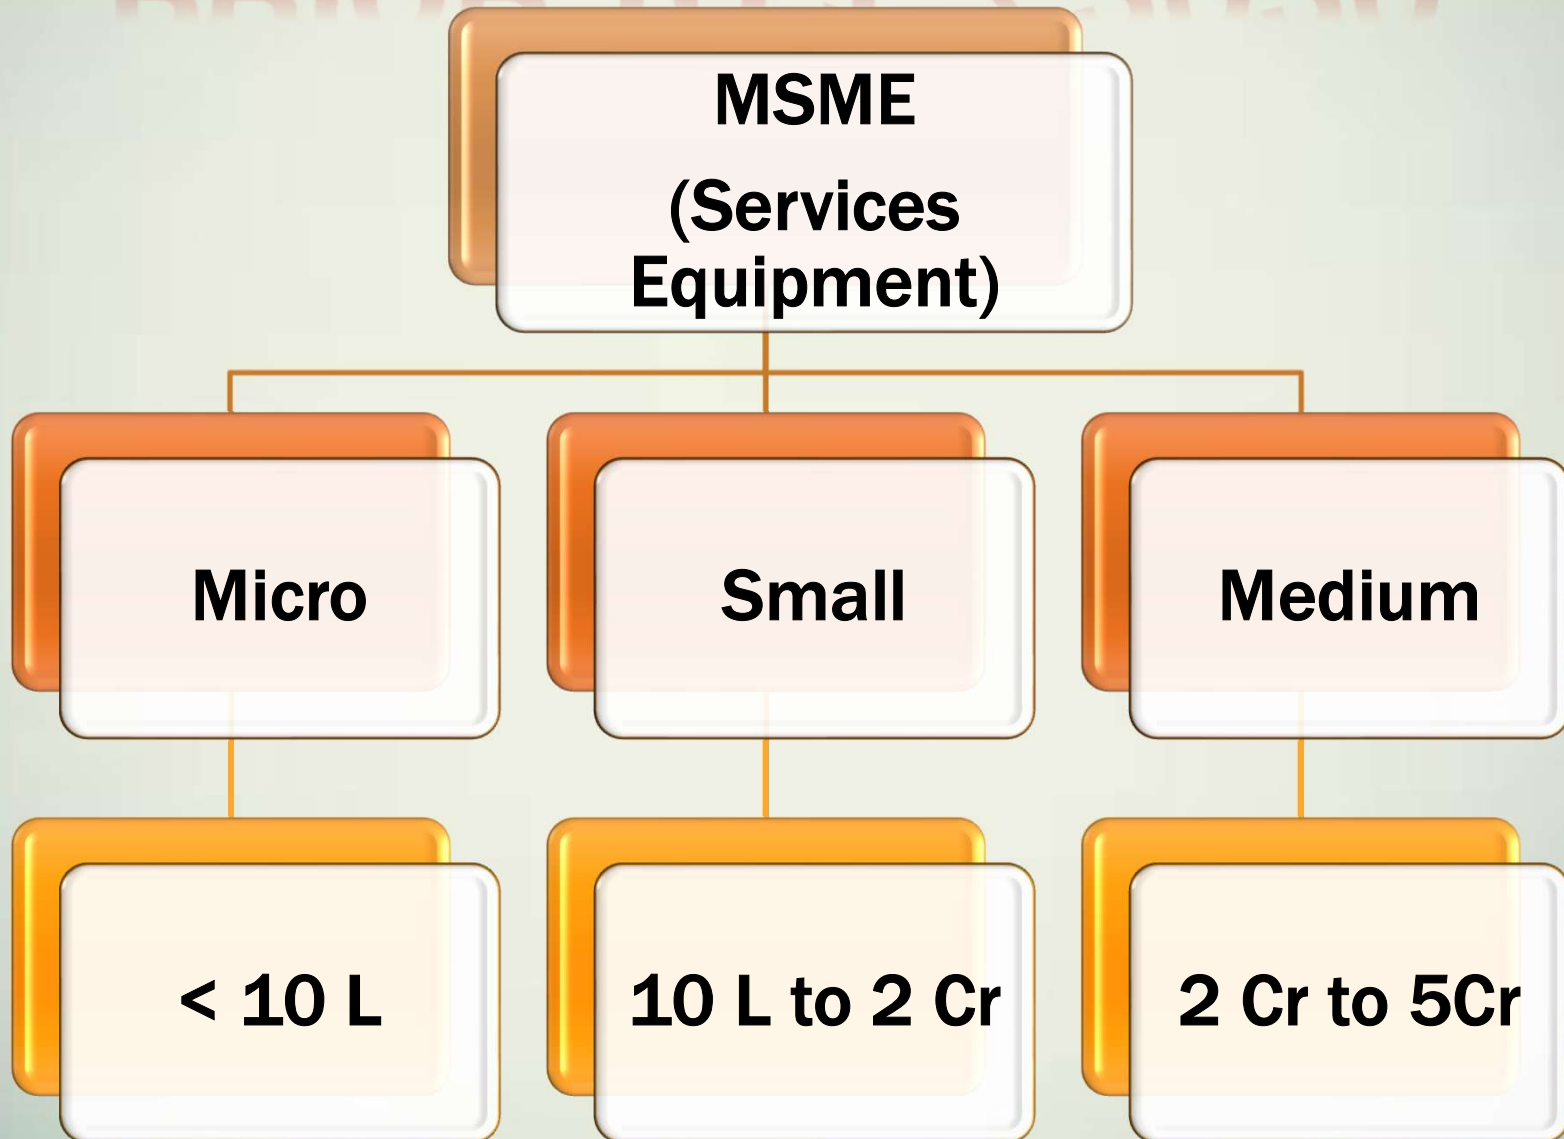 MSME
(Services
Equipment)
Micro
Small
Medium
< 10 L
10 L to 2 Cr
2 Cr to 5Cr